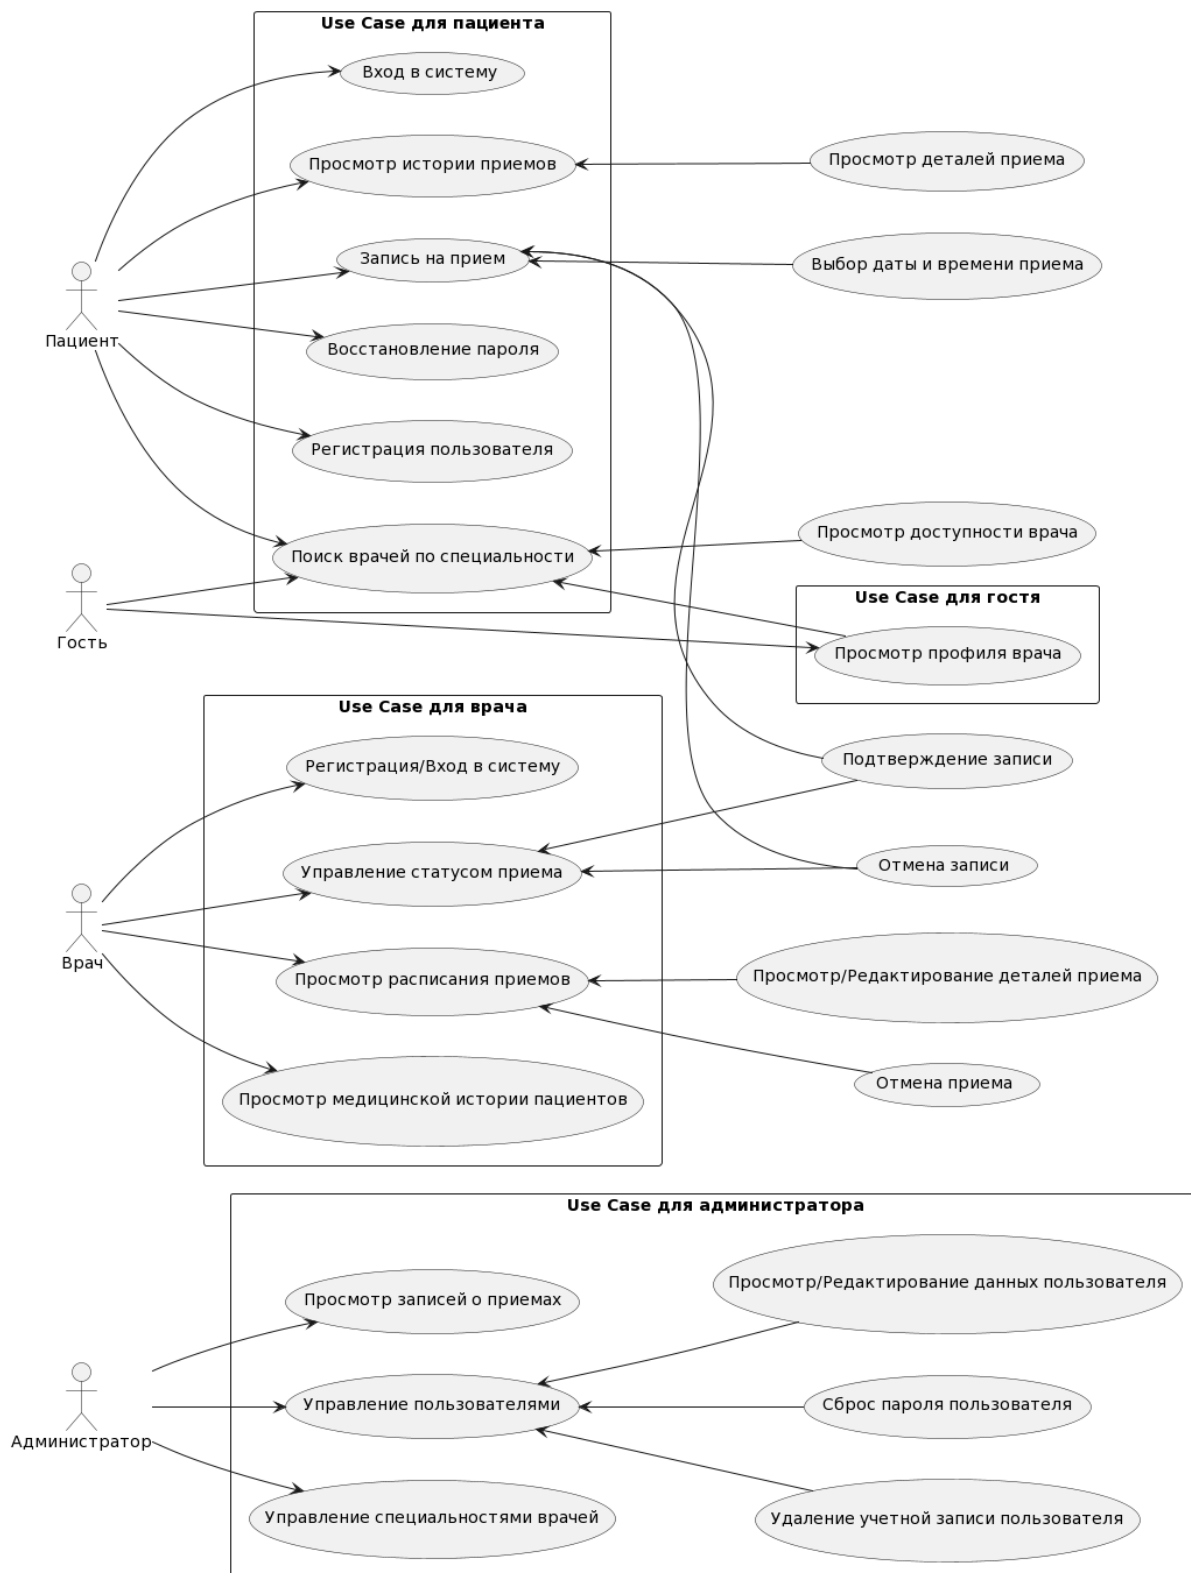 Use Case для пациента
Вход в систему
Просмотр истории приемов
Просмотр деталей приема
Запись на прием
Выбор даты и времени приема
Пациент
Восстановление пароля
Регистрация пользователя
Просмотр доступности врача
Поиск врачей по специальности
Use Case для гостя
Гость
Просмотр профиля врача
Use Case для врача
Регистрация/Вход в систему
Подтверждение записи
Управление статусом приема
Отмена записи
Врач
Просмотр расписания приемов
Просмотр/Редактирование деталей приема
Отмена приема
Просмотр медицинской истории пациентов
Use Case для администратора
Просмотр/Редактирование данных пользователя
Просмотр записей о приемах
Управление пользователями
Сброс пароля пользователя
Администратор
Управление специальностями врачей
Удаление учетной записи пользователя